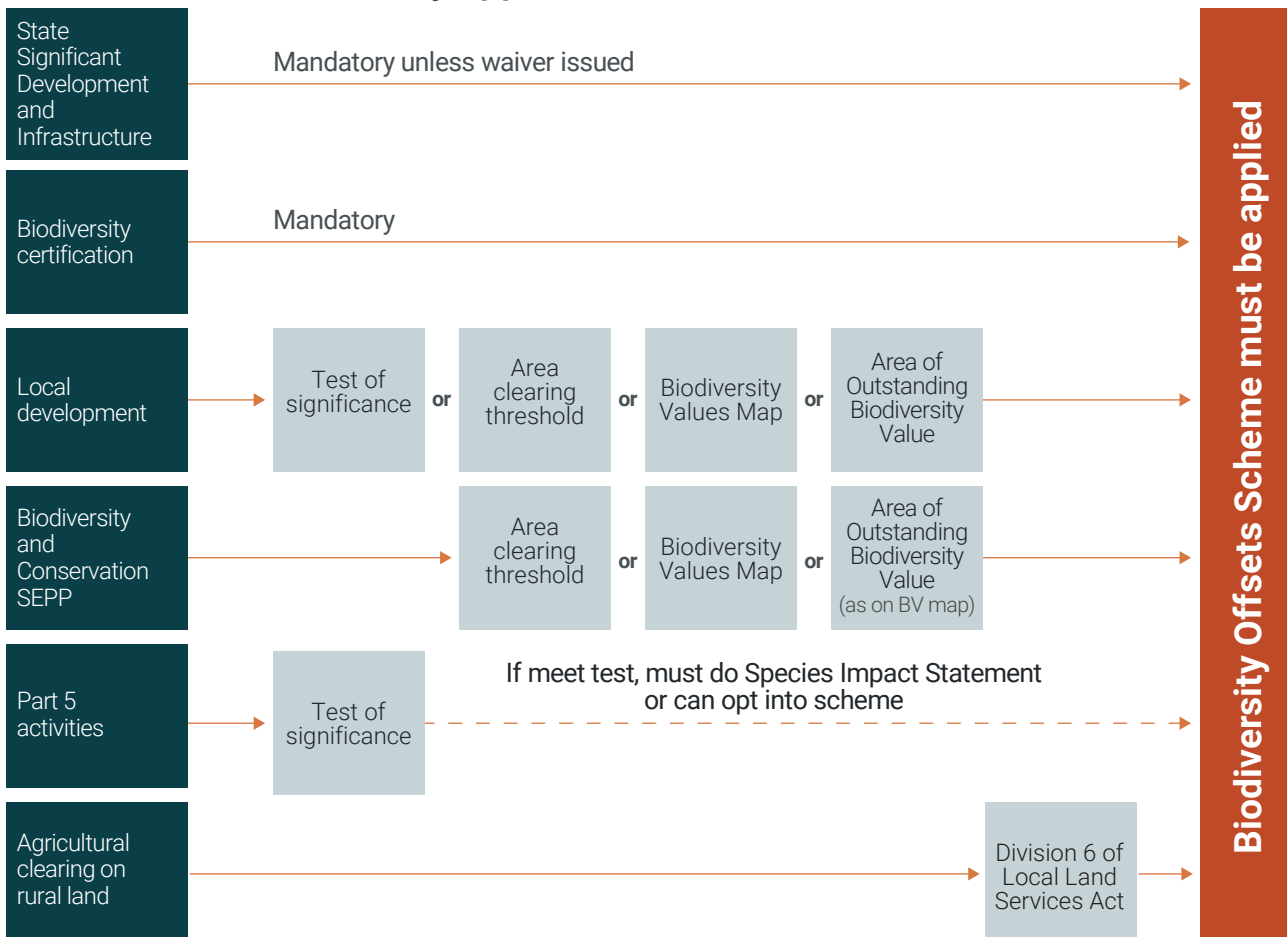 State
Significant
Development
and
Infrastructure
Mandatory unless waiver issued
Biodiversity
certification
Mandatory
Local
development
Test of
significance
or
Area
clearing
threshold
or
Biodiversity
Values Map
or
Area of
Outstanding
Biodiversity
Value
Biodiversity
and
Conservation
SEPP
Area
clearing
threshold
or
Biodiversity
Values Map
or
Area of
Outstanding
Biodiversity
Value
(as on BV map)
Part 5
activities
Test of
significance
If meet test, must do Species Impact Statement
or can opt into scheme
Agricultural
clearing on
rural land
Division 6 of
Local Land
Services Act
Biodiversity Offsets Scheme must be applied